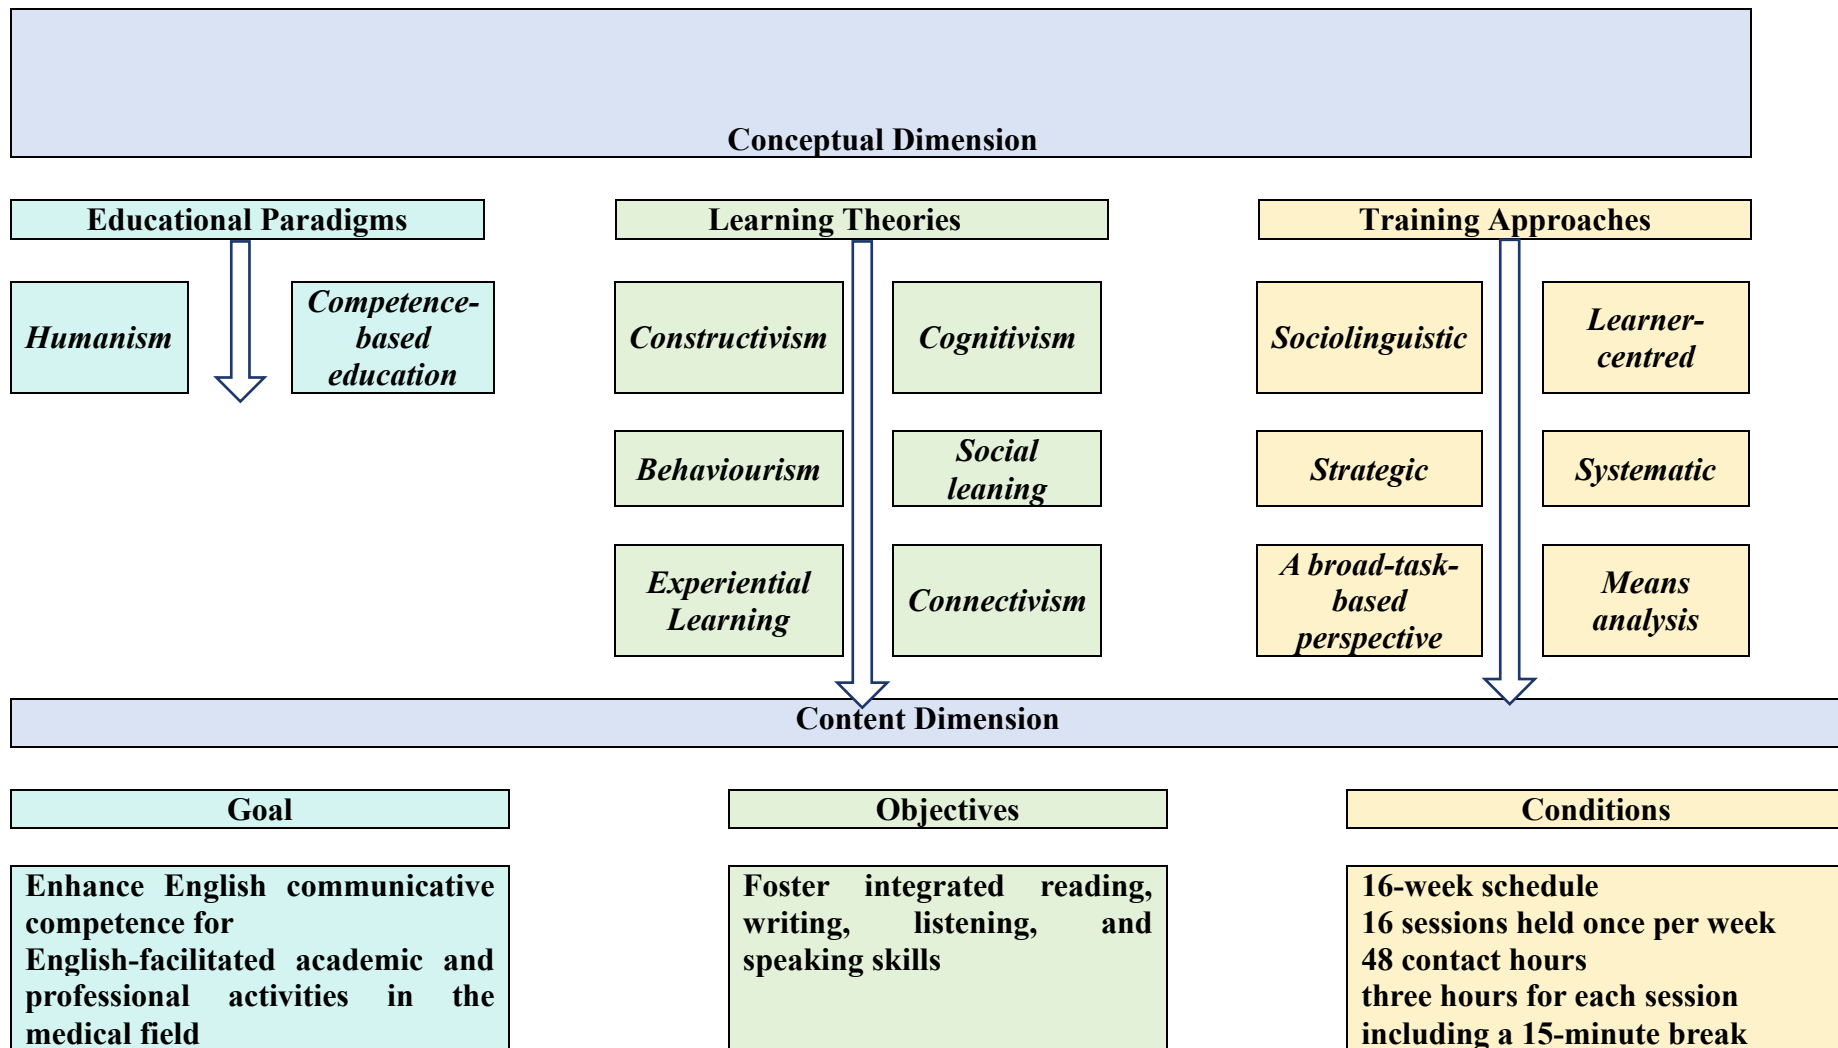 Conceptual Dimension
Educational Paradigms
Learning Theories
Training Approaches
Humanism
Competence-
based
education
Constructivism
Cognitivism
Sociolinguistic
Learner-
centred
Behaviourism
Social
leaning
Strategic
Systematic
Experiential
Learning
Connectivism
A broad-task-
based
perspective
Means
analysis
Content Dimension
Goal
Objectives
Conditions
Enhance English communicative
competence for
English-facilitated academic and
professional activities in the
medical field
Foster integrated reading,
writing, listening, and
speaking skills
16-week schedule
16 sessions held once per week
48 contact hours
three hours for each session
including a 15-minute break